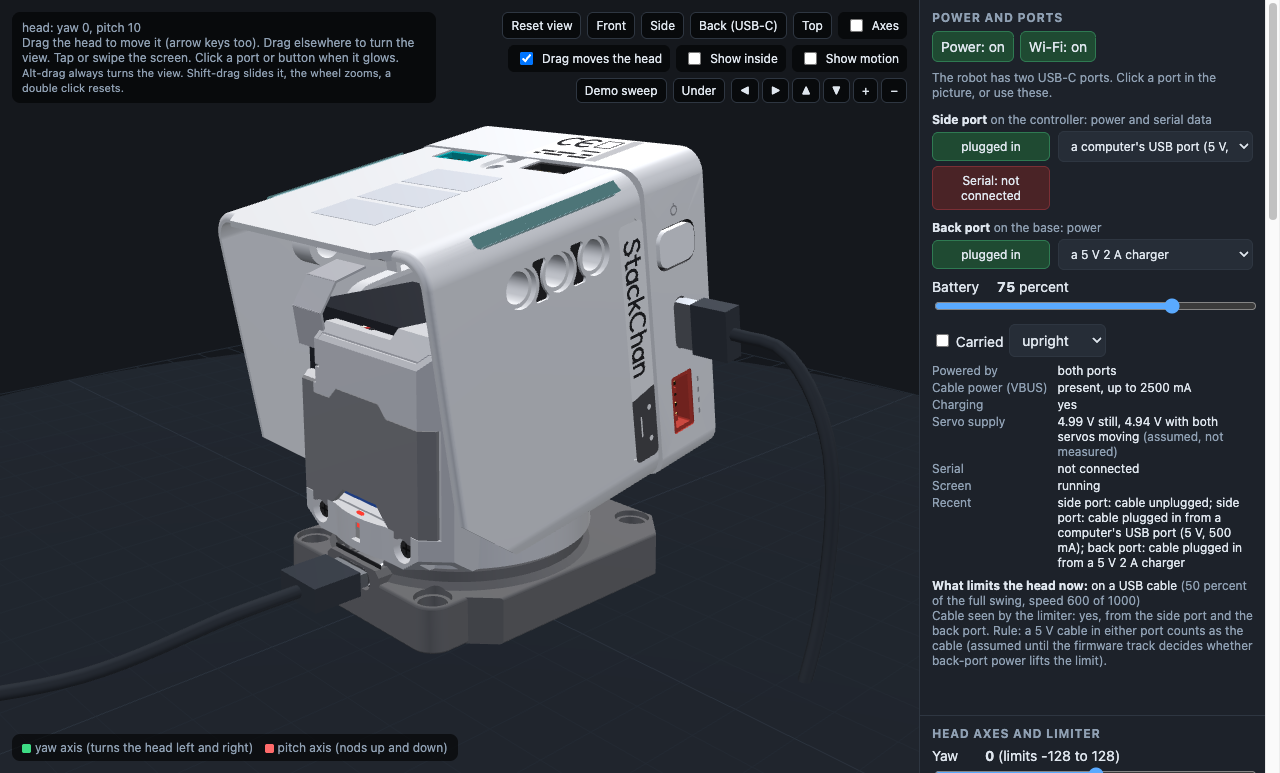 head: yaw 0, pitch 10
Drag the head to move it (arrow keys too). Drag elsewhere to turn the
view. Tap or swipe the screen. Click a port or button when it glows.
Alt-drag always turns the view. Shift-drag slides it, the wheel zooms, a
double click resets.
Reset view
Front
Side
Back (USB-C)
Top
Axes
Drag moves the head
Show inside
Show motion
Demo sweep
Under
◀
▶
▲
▼
+
−
CE
StackChan
yaw axis (turns the head left and right)
pitch axis (nods up and down)
POWER AND PORTS
Power: on
Wi-Fi: on
The robot has two USB-C ports. Click a port in the
picture, or use these.
Side port on the controller: power and serial data
plugged in
a computer's USB port (5 V,
Serial: not
connected
Back port on the base: power
plugged in
a 5 V 2 A charger
Battery 75 percent
Carried
upright
Powered by both ports
Cable power (VBUS) present, up to 2500 mA
Charging yes
Servo supply 4.99 V still, 4.94 V with both
servos moving (assumed, not
measured)
Serial not connected
Screen running
Recent side port: cable unplugged; side
port: cable plugged in from a
computer's USB port (5 V, 500
mA); back port: cable plugged in
from a 5 V 2 A charger
What limits the head now: on a USB cable (50 percent
of the full swing, speed 600 of 1000)
Cable seen by the limiter: yes, from the side port and the
back port. Rule: a 5 V cable in either port counts as the
cable (assumed until the firmware track decides whether
back-port power lifts the limit).
HEAD AXES AND LIMITER
Yaw 0 (limits -128 to 128)